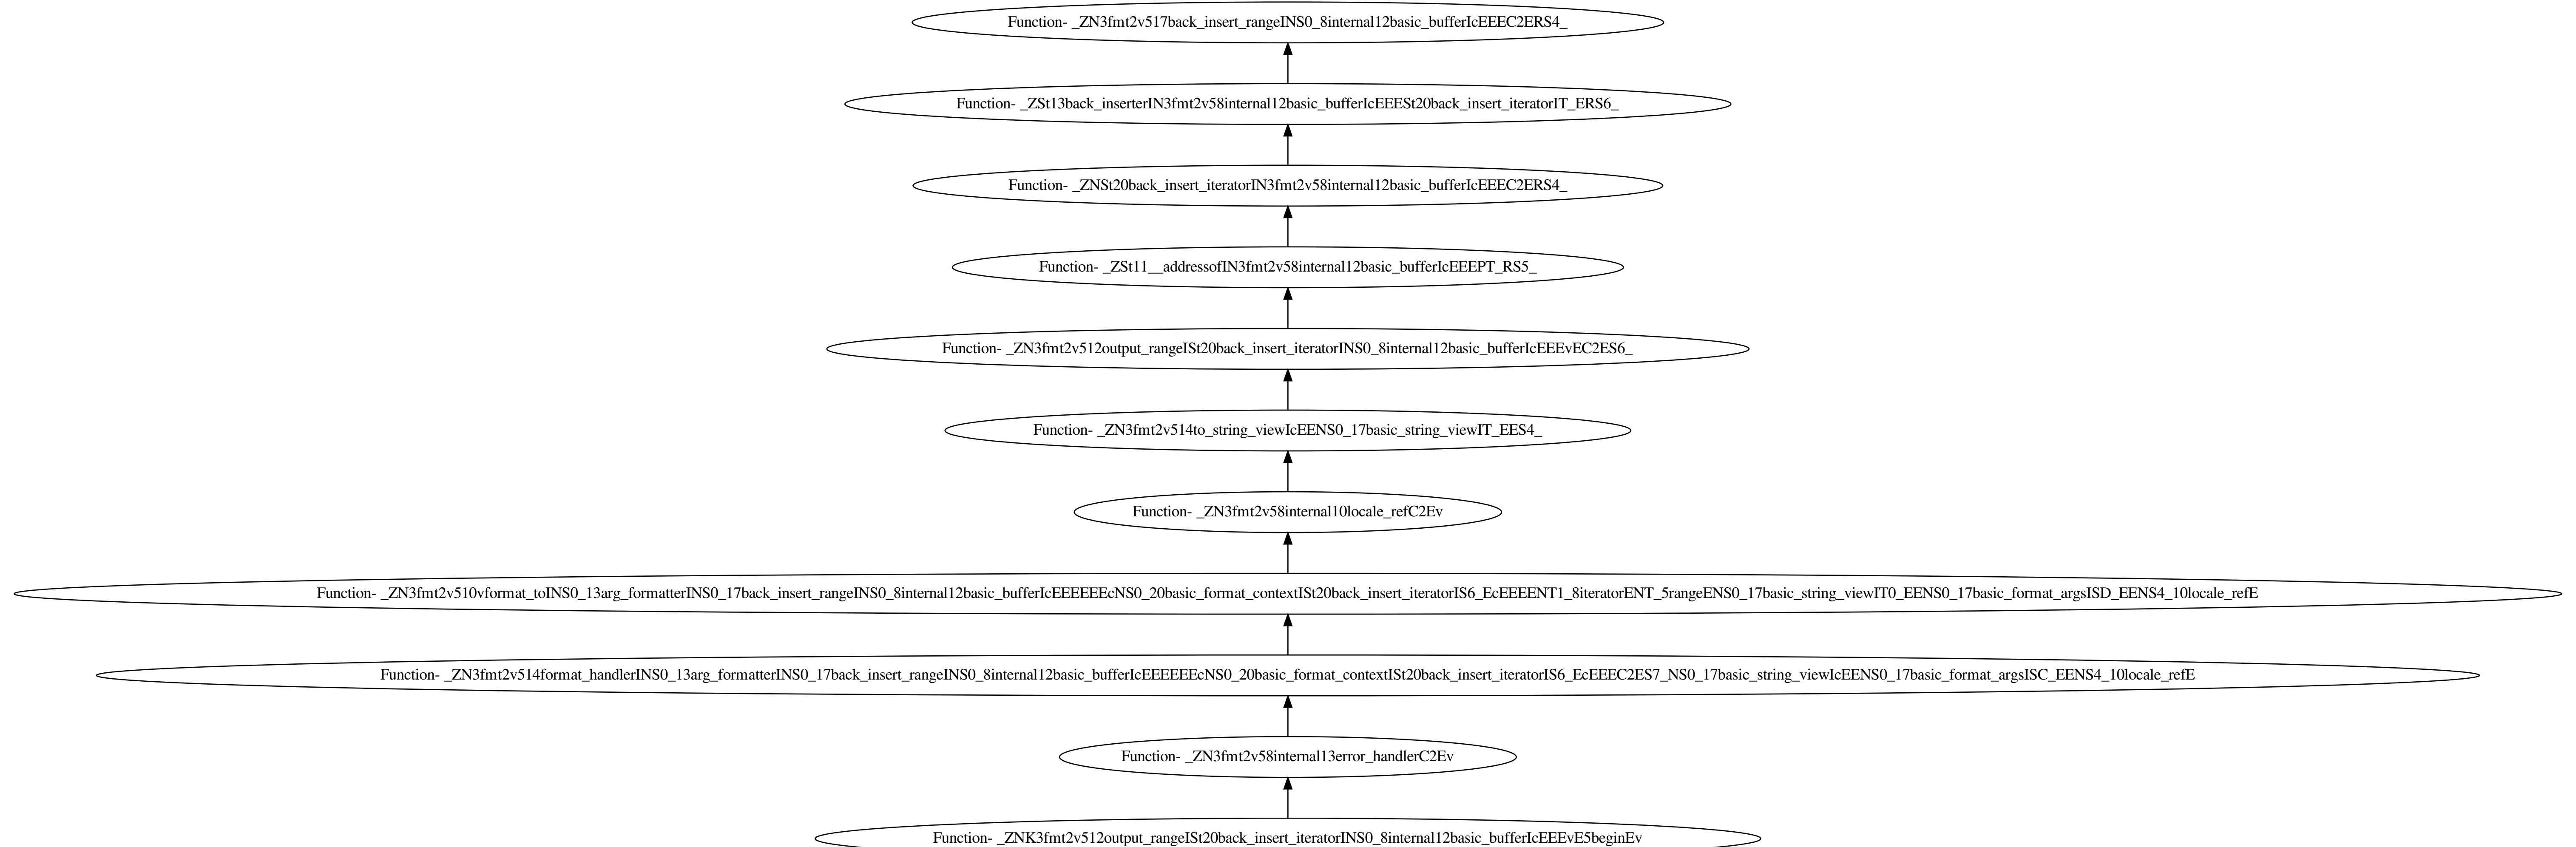 Function- _ZN3fmt2v517back_insert_rangeINS0_8internal12basic_bufferIcEEEC2ERS4_
Function- _ZSt13back_inserterIN3fmt2v58internal12basic_bufferIcEEESt20back_insert_iteratorIT_ERS6_
Function- _ZNSt20back_insert_iteratorIN3fmt2v58internal12basic_bufferIcEEEC2ERS4_
Function- _ZSt11__addressofIN3fmt2v58internal12basic_bufferIcEEEPT_RS5_
Function- _ZN3fmt2v512output_rangeISt20back_insert_iteratorINS0_8internal12basic_bufferIcEEEvEC2ES6_
Function- _ZN3fmt2v514to_string_viewIcEENS0_17basic_string_viewIT_EES4_
Function- _ZN3fmt2v58internal10locale_refC2Ev
Function- _ZN3fmt2v510vformat_toINS0_13arg_formatterINS0_17back_insert_rangeINS0_8internal12basic_bufferIcEEEEEEcNS0_20basic_format_contextISt20back_insert_iteratorIS6_EcEEEENT1_8iteratorENT_5rangeENS0_17basic_string_viewIT0_EENS0_17basic_format_argsISD_EENS4_10locale_refE
Function- _ZN3fmt2v514format_handlerINS0_13arg_formatterINS0_17back_insert_rangeINS0_8internal12basic_bufferIcEEEEEEcNS0_20basic_format_contextISt20back_insert_iteratorIS6_EcEEEC2ES7_NS0_17basic_string_viewIcEENS0_17basic_format_argsISC_EENS4_10locale_refE
Function- _ZN3fmt2v58internal13error_handlerC2Ev
Function- _ZNK3fmt2v512output_rangeISt20back_insert_iteratorINS0_8internal12basic_bufferIcEEEvE5beginEv